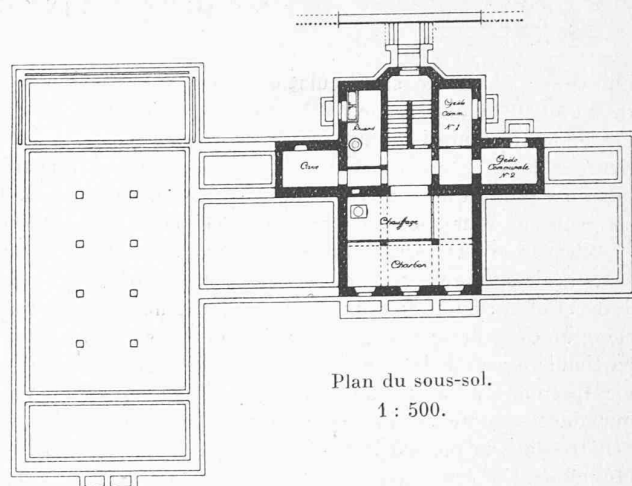 Geôle
Comm.
N° 1
Cave
Geôle
Communale
N° 2
Chauffage
Charbon
Plan du sous-sol.
1 : 500.